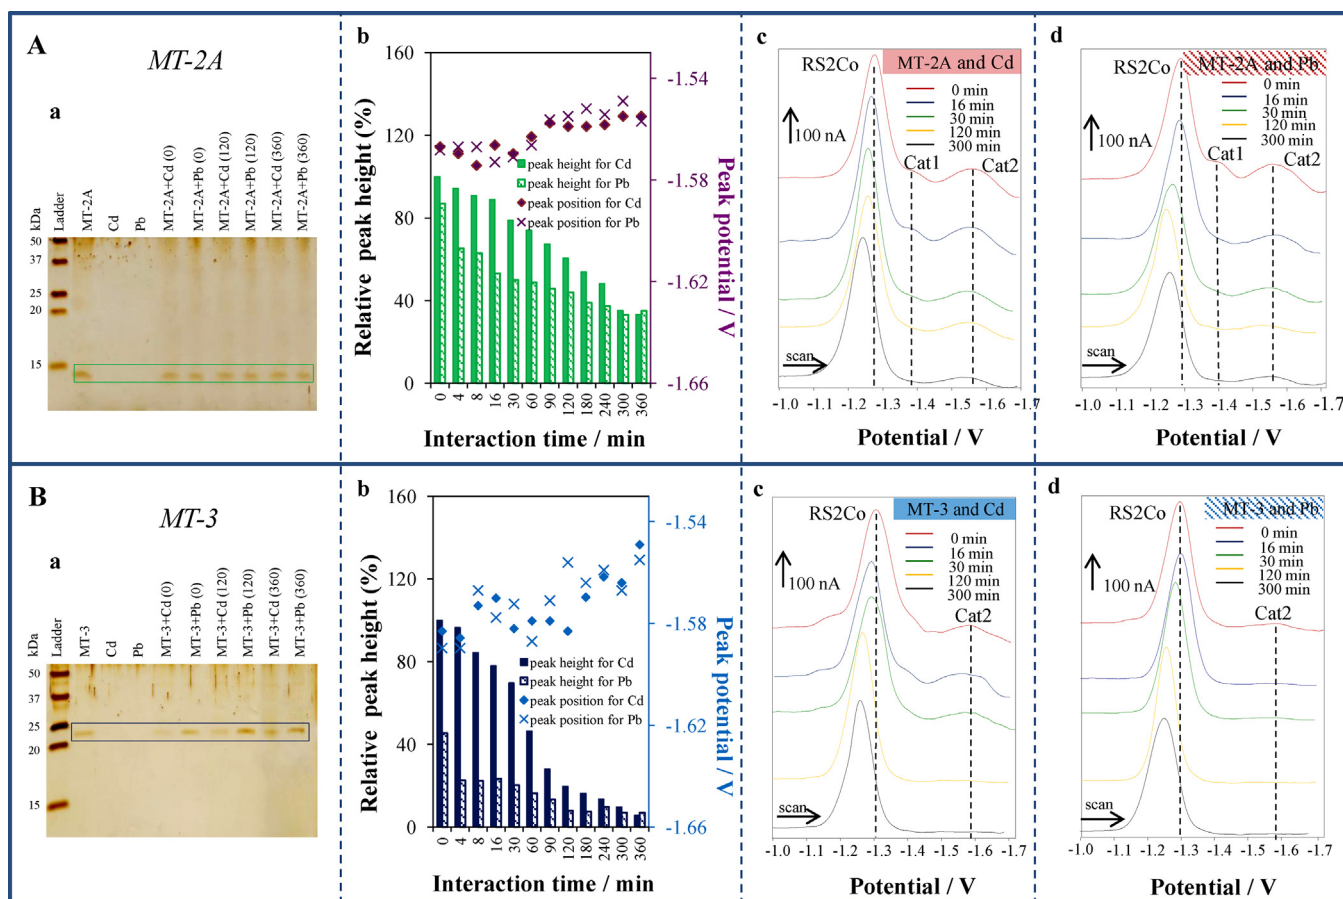 A
MT-2A
a
kDa
Ladder
MT-2A
Cd
Pb
MT-2A+Cd (0)
MT-2A+Pb (0)
MT-2A+Cd (120)
MT-2A+Pb (120)
MT-2A+Cd (360)
MT-2A+Pb (360)
50
37
25
20
15
b
Relative peak height (%)
160
120
80
40
0
-1.54
-1.58
-1.62
-1.66
Peak potential / V
peak height for Cd
peak height for Pb
peak position for Cd
peak position for Pb
0 4 8 16 30 60 90 120 180 240 300 360
Interaction time / min
c
RS2Co
MT-2A and Cd
0 min
16 min
30 min
120 min
300 min
100 nA
Cat1
Cat2
scan
-1.0 -1.1 -1.2 -1.3 -1.4 -1.5 -1.6 -1.7
Potential / V
d
RS2Co
MT-2A and Pb
0 min
16 min
30 min
120 min
300 min
100 nA
Cat1
Cat2
scan
-1.0 -1.1 -1.2 -1.3 -1.4 -1.5 -1.6 -1.7
Potential / V
B
MT-3
a
kDa
Ladder
MT-3
Cd
Pb
MT-3+Cd (0)
MT-3+Pb (0)
MT-3+Cd (120)
MT-3+Pb (120)
MT-3+Cd (360)
MT-3+Pb (360)
50
37
25
20
15
b
Relative peak height (%)
160
120
80
40
0
-1.54
-1.58
-1.62
-1.66
Peak potential / V
peak height for Cd
peak height for Pb
peak position for Cd
peak position for Pb
0 4 8 16 30 60 90 120 180 240 300 360
Interaction time / min
c
RS2Co
MT-3 and Cd
0 min
16 min
30 min
120 min
300 min
100 nA
Cat2
scan
-1.0 -1.1 -1.2 -1.3 -1.4 -1.5 -1.6 -1.7
Potential / V
d
RS2Co
MT-3 and Pb
0 min
16 min
30 min
120 min
300 min
100 nA
Cat2
scan
-1.0 -1.1 -1.2 -1.3 -1.4 -1.5 -1.6 -1.7
Potential / V